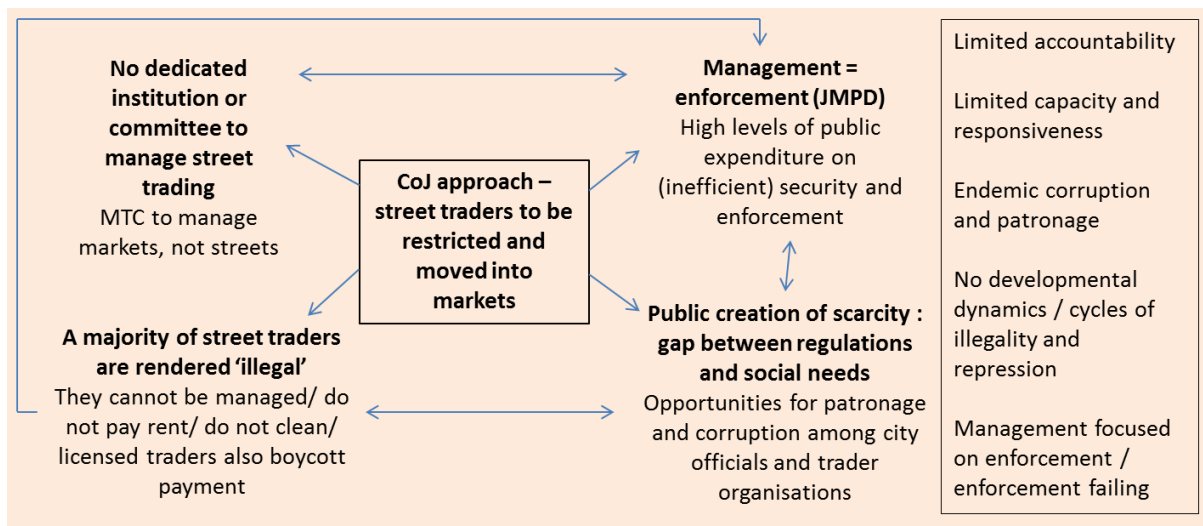 No dedicated
institution or
committee to
manage street
trading
MTC to manage
markets, not streets
Management =
enforcement (JMPD)
High levels of public
expenditure on
(inefficient) security and
enforcement
CoJ approach –
street traders to be
restricted and
moved into
markets
A majority of street traders
are rendered ‘illegal’
They cannot be managed/ do
not pay rent/ do not clean/
licensed traders also boycott
payment
Public creation of scarcity :
gap between regulations
and social needs
Opportunities for patronage
and corruption among city
officials and trader
organisations
Limited accountability
Limited capacity and
responsiveness
Endemic corruption
and patronage
No developmental
dynamics / cycles of
illegality and
repression
Management focused
on enforcement /
enforcement failing